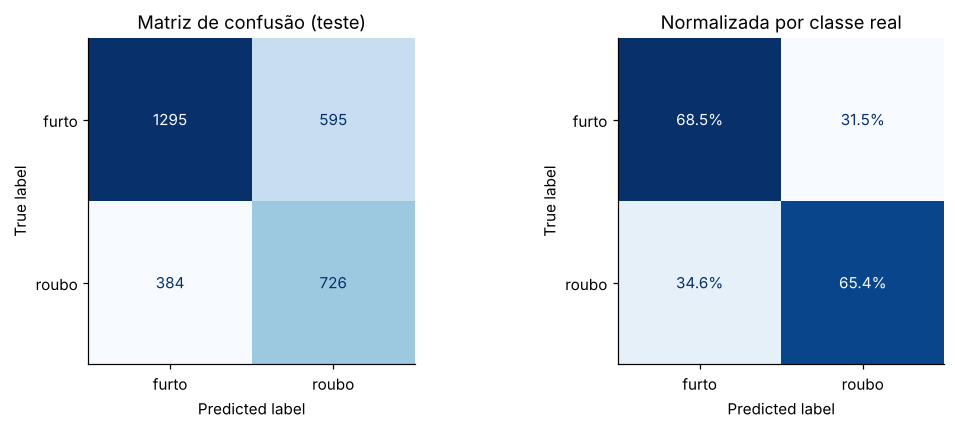 Matriz de confusão (teste)
furto
1295
595
roubo
384
726
furto
roubo
True label
Predicted label
Normalizada por classe real
furto
68.5%
31.5%
roubo
34.6%
65.4%
furto
roubo
True label
Predicted label